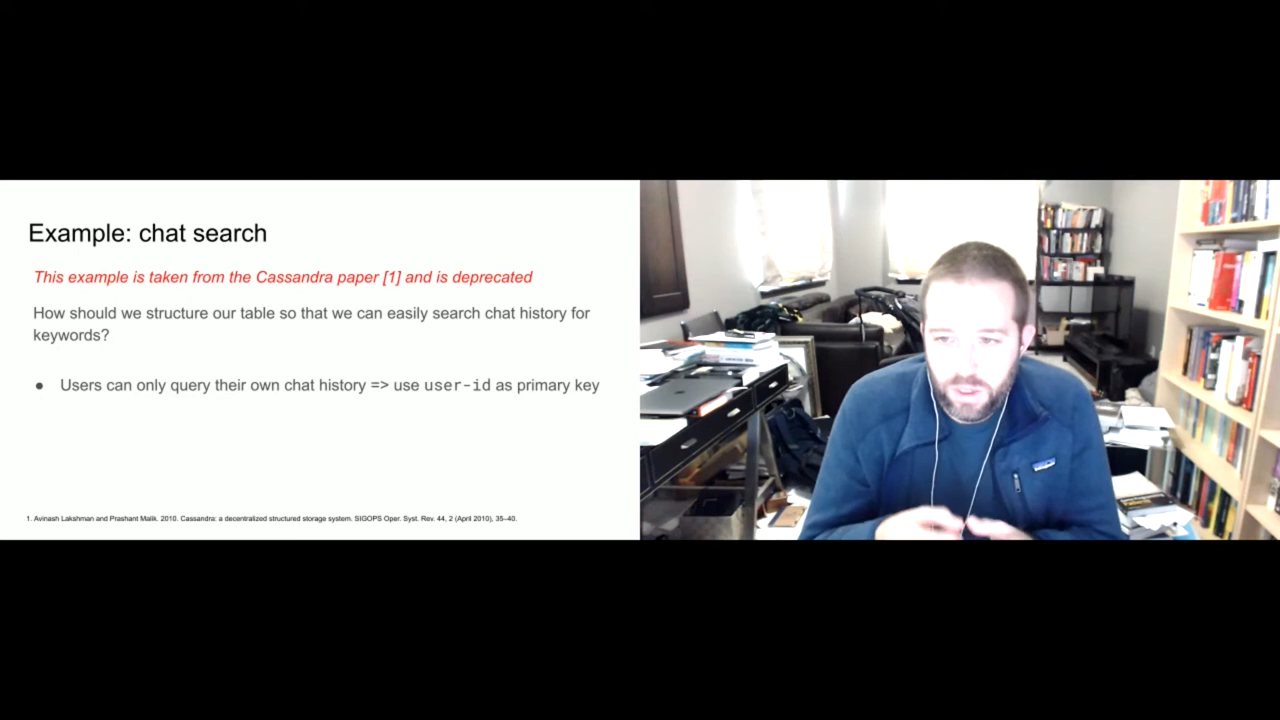 Example: chat search
This example is taken from the Cassandra paper [1] and is deprecated
How should we structure our table so that we can easily search chat history for
keywords?
● Users can only query their own chat history => use user-id as primary key
1. Avinash Lakshman and Prashant Malik. 2010. Cassandra: a decentralized structured storage system. SIGOPS Oper. Syst. Rev. 44, 2 (April 2010), 35–40.